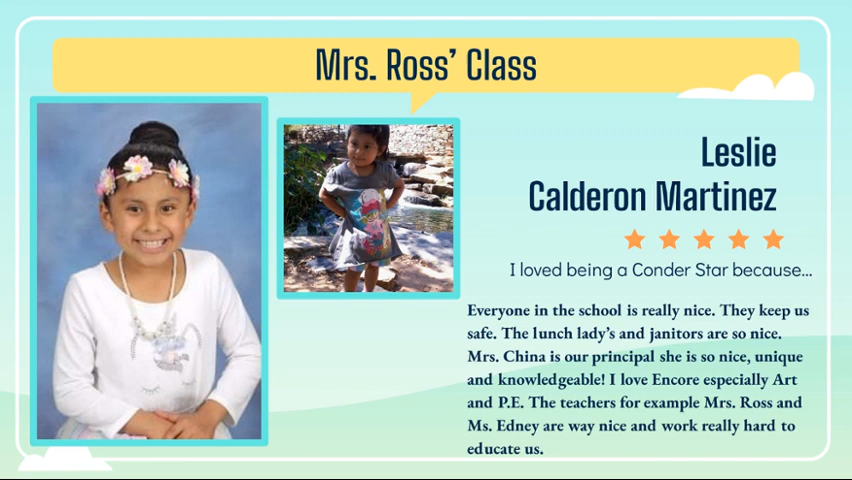 Mrs. Ross’ Class
Leslie
Calderon Martinez
I loved being a Conder Star because...
Everyone in the school is really nice. They keep us
safe. The lunch lady’s and janitors are so nice.
Mrs. China is our principal she is so nice, unique
and knowledgeable! I love Encore especially Art
and P.E. The teachers for example Mrs. Ross and
Ms. Edney are way nice and work really hard to
educate us.